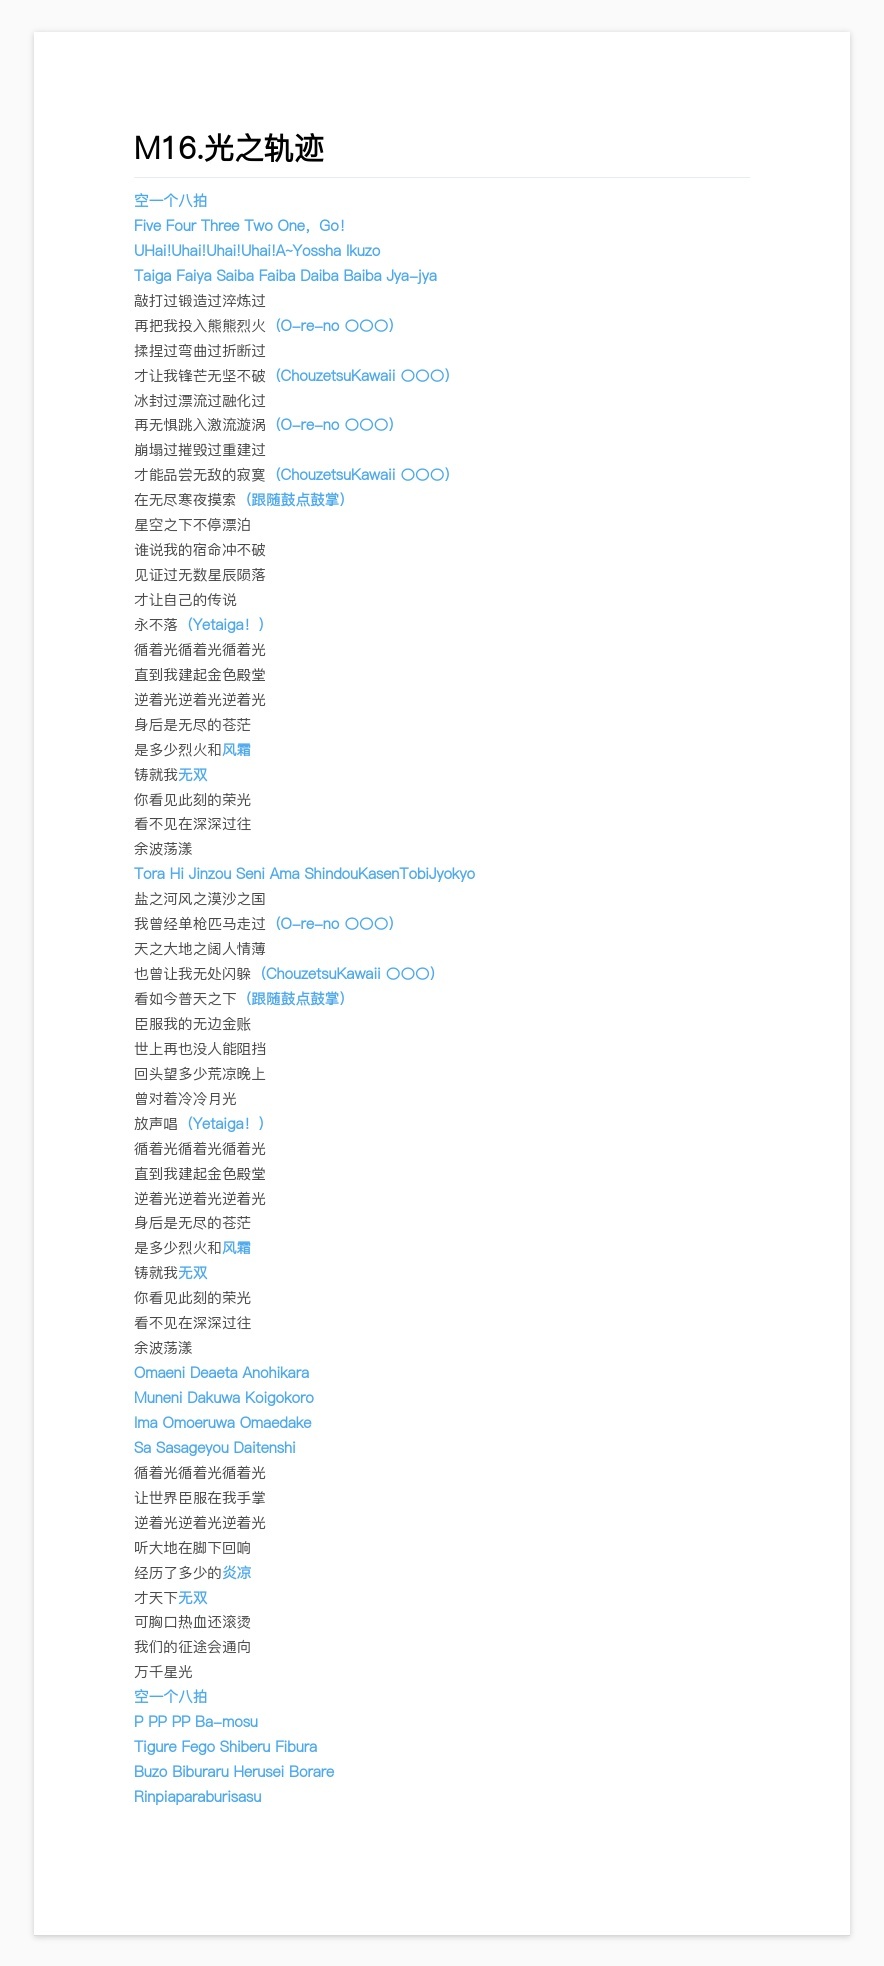 M16.光之轨迹
空一个八拍
Five Four Three Two One，Go！
UHai!Uhai!Uhai!Uhai!A~Yossha Ikuzo
Taiga Faiya Saiba Faiba Daiba Baiba Jya-jya
敲打过锻造过淬炼过
再把我投入熊熊烈火（O-re-no 〇〇〇）
揉捏过弯曲过折断过
才让我锋芒无坚不破（ChouzetsuKawaii 〇〇〇）
冰封过漂流过融化过
再无惧跳入激流漩涡（O-re-no 〇〇〇）
崩塌过摧毁过重建过
才能品尝无敌的寂寞（ChouzetsuKawaii 〇〇〇）
在无尽寒夜摸索（跟随鼓点鼓掌）
星空之下不停漂泊
谁说我的宿命冲不破
见证过无数星辰陨落
才让自己的传说
永不落（Yetaiga！）
循着光循着光循着光
直到我建起金色殿堂
逆着光逆着光逆着光
身后是无尽的苍茫
是多少烈火和风霜
铸就我无双
你看见此刻的荣光
看不见在深深过往
余波荡漾
Tora Hi Jinzou Seni Ama ShindouKasenTobiJyokyo
盐之河风之漠沙之国
我曾经单枪匹马走过（O-re-no 〇〇〇）
天之大地之阔人情薄
也曾让我无处闪躲（ChouzetsuKawaii 〇〇〇）
看如今普天之下（跟随鼓点鼓掌）
臣服我的无边金账
世上再也没人能阻挡
回头望多少荒凉晚上
曾对着冷冷月光
放声唱（Yetaiga！）
循着光循着光循着光
直到我建起金色殿堂
逆着光逆着光逆着光
身后是无尽的苍茫
是多少烈火和风霜
铸就我无双
你看见此刻的荣光
看不见在深深过往
余波荡漾
Omaeni Deaeta Anohikara
Muneni Dakuwa Koigokoro
Ima Omoeruwa Omaedake
Sa Sasageyou Daitenshi
循着光循着光循着光
让世界臣服在我手掌
逆着光逆着光逆着光
听大地在脚下回响
经历了多少的炎凉
才天下无双
可胸口热血还滚烫
我们的征途会通向
万千星光
空一个八拍
P PP PP Ba-mosu
Tigure Fego Shiberu Fibura
Buzo Biburaru Herusei Borare
Rinpiaparaburisasu